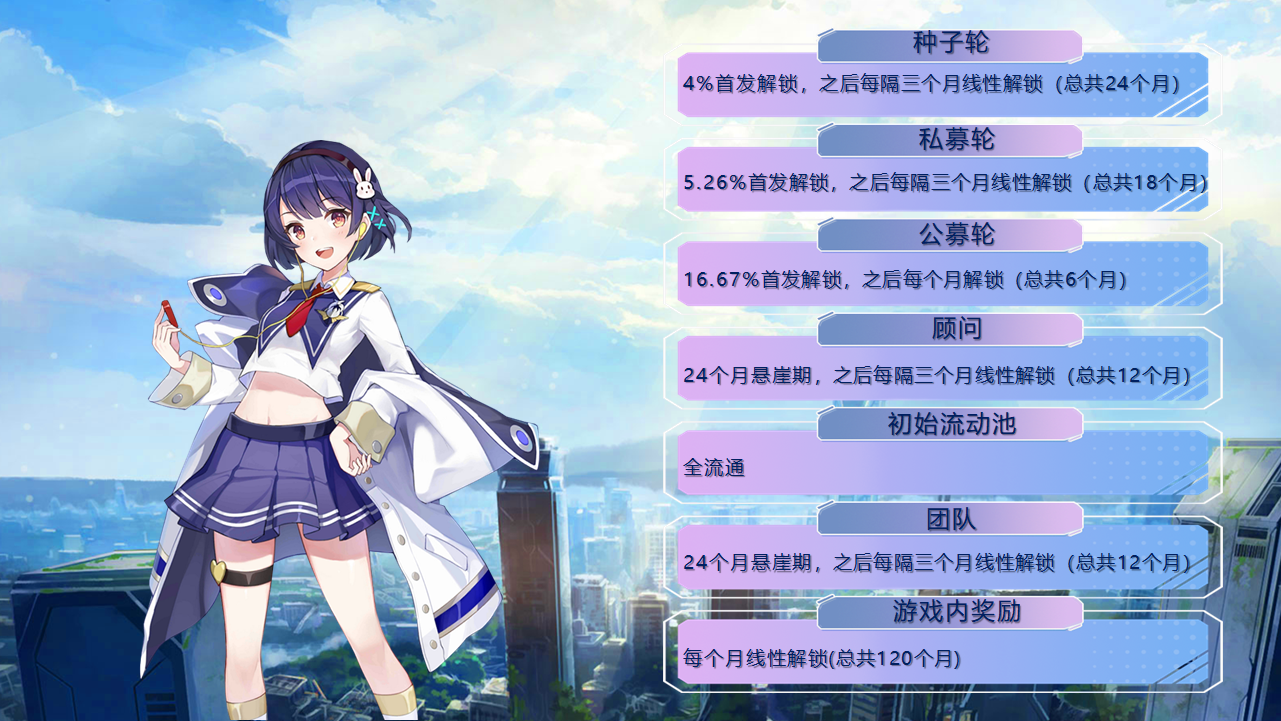 种子轮
4%首发解锁，之后每隔三个月线性解锁（总共24个月）
私募轮
5.26%首发解锁，之后每隔三个月线性解锁（总共18个月）
公募轮
16.67%首发解锁，之后每个月解锁（总共6个月）
顾问
24个月悬崖期，之后每隔三个月线性解锁（总共12个月）
初始流动池
全流通
团队
24个月悬崖期，之后每隔三个月线性解锁（总共12个月）
游戏内奖励
每个月线性解锁(总共120个月)